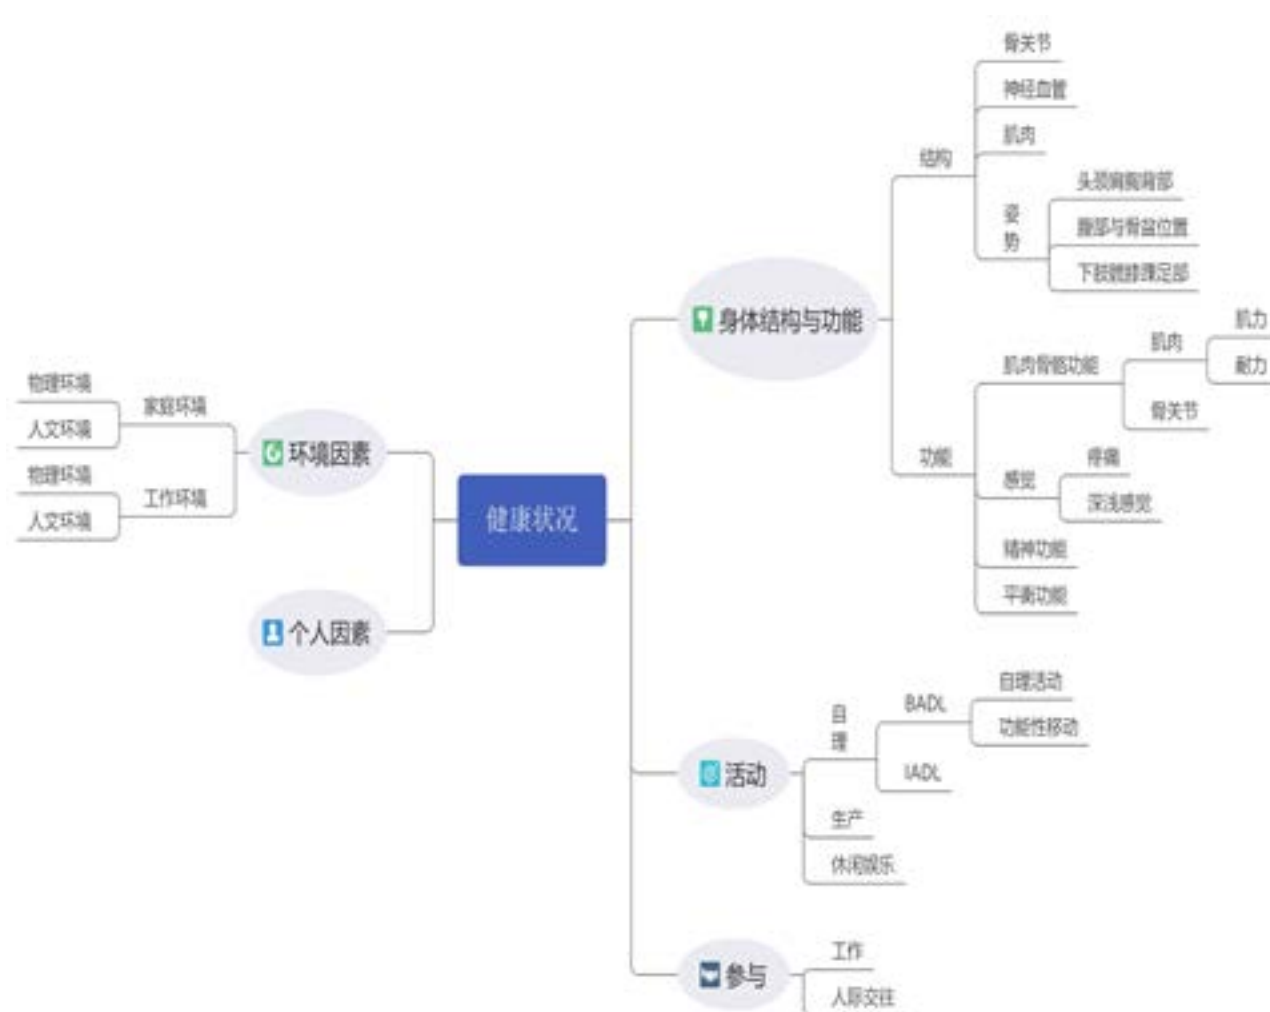 骨关节
神经血管
肌肉
结构
头颈肩胸背部
姿
势
腹部与骨盆位置
下肢髋膝踝足部
身体结构与功能
肌力
肌肉
耐力
肌肉骨骼功能
骨关节
功能
疼痛
感觉
深浅感觉
精神功能
平衡功能
物理环境
家庭环境
人文环境
环境因素
物理环境
工作环境
人文环境
健康状况
个人因素
自理活动
BADL
自
理
功能性移动
活动
IADL
生产
休闲娱乐
工作
参与
人际交往